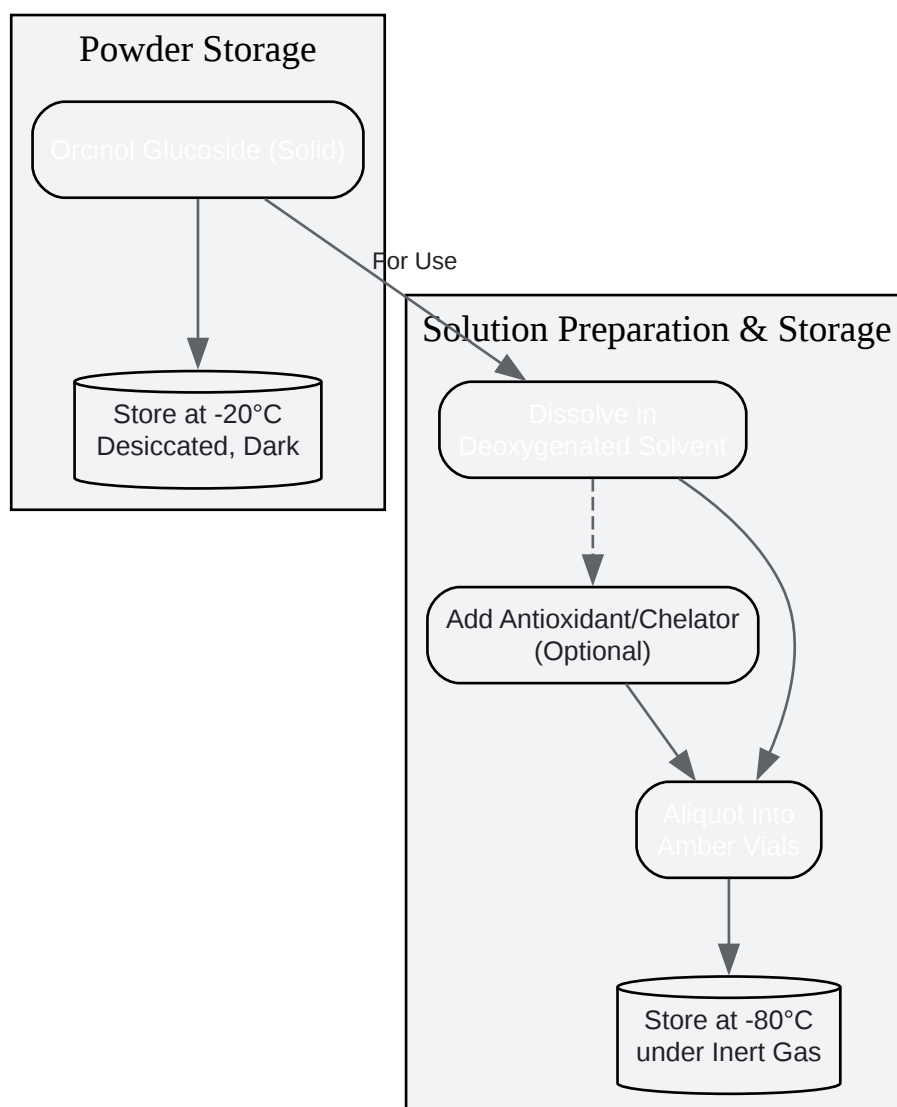 Powder Storage
Orcinol Glucoside (Solid)
For Use
Store at -20°C
Desiccated, Dark
Solution Preparation & Storage
Dissolve in
Deoxygenated Solvent
Add Antioxidant/Chelator
(Optional)
Aliquot into
Amber Vials
Store at -80°C
under Inert Gas